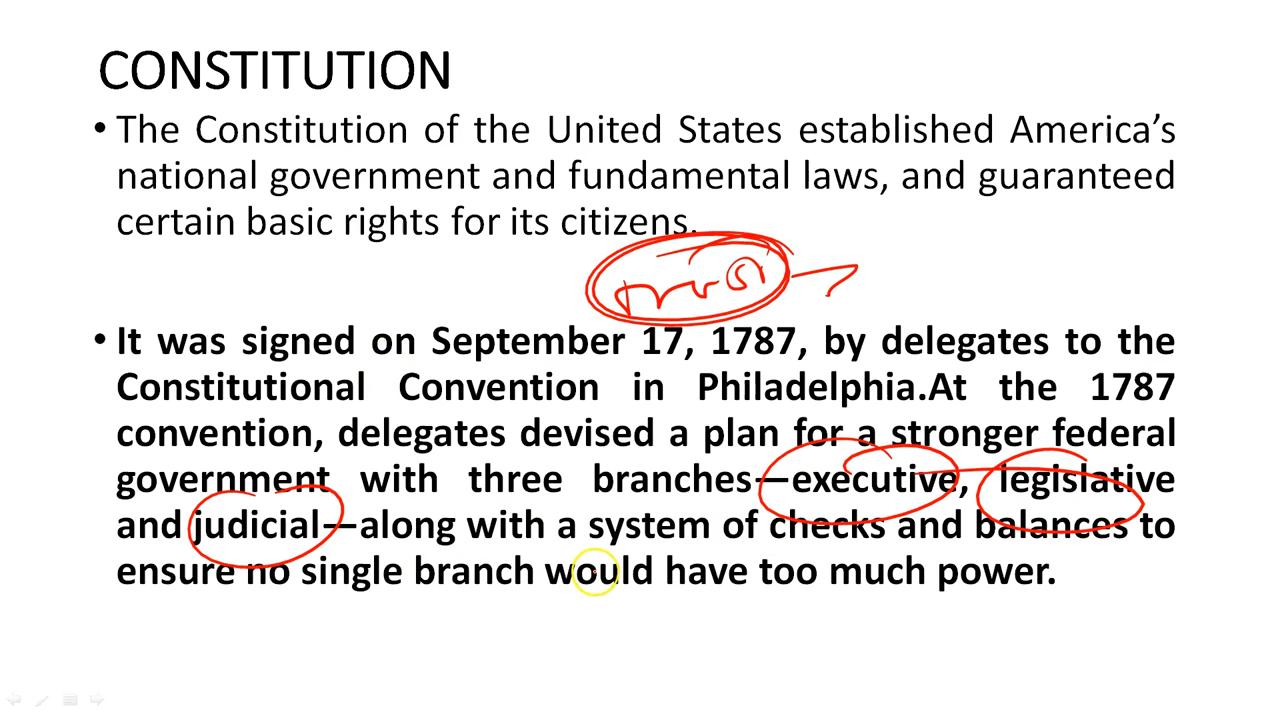 CONSTITUTION
• The Constitution of the United States established America’s
national government and fundamental laws, and guaranteed
certain basic rights for its citizens.
• It was signed on September 17, 1787, by delegates to the
Constitutional Convention in Philadelphia.At the 1787
convention, delegates devised a plan for a stronger federal
government with three branches—executive, legislative
and judicial—along with a system of checks and balances to
ensure no single branch would have too much power.